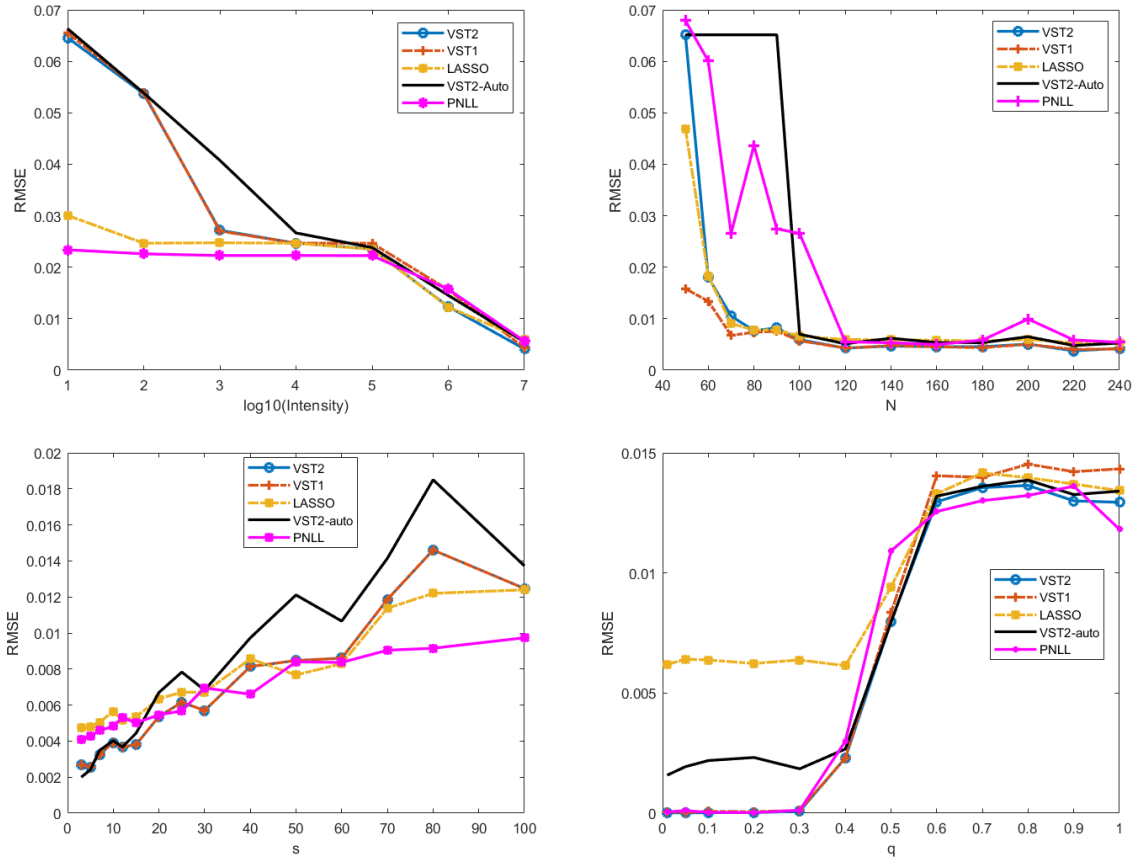 0.07
0.06
0.05
0.04
0.03
0.02
0.01
0
RMSE
1 2 3 4 5 6 7
log10(Intensity)
VST2
VST1
LASSO
VST2-Auto
PNLL
0.07
0.06
0.05
0.04
0.03
0.02
0.01
0
RMSE
40 60 80 100 120 140 160 180 200 220 240
N
VST2
VST1
LASSO
VST2-Auto
PNLL
0.02
0.018
0.016
0.014
0.012
0.01
0.008
0.006
0.004
0.002
0
RMSE
0 10 20 30 40 50 60 70 80 90 100
s
VST2
VST1
LASSO
VST2-auto
PNLL
0.015
0.01
0.005
0
RMSE
0 0.1 0.2 0.3 0.4 0.5 0.6 0.7 0.8 0.9 1
q
VST2
VST1
LASSO
VST2-auto
PNLL